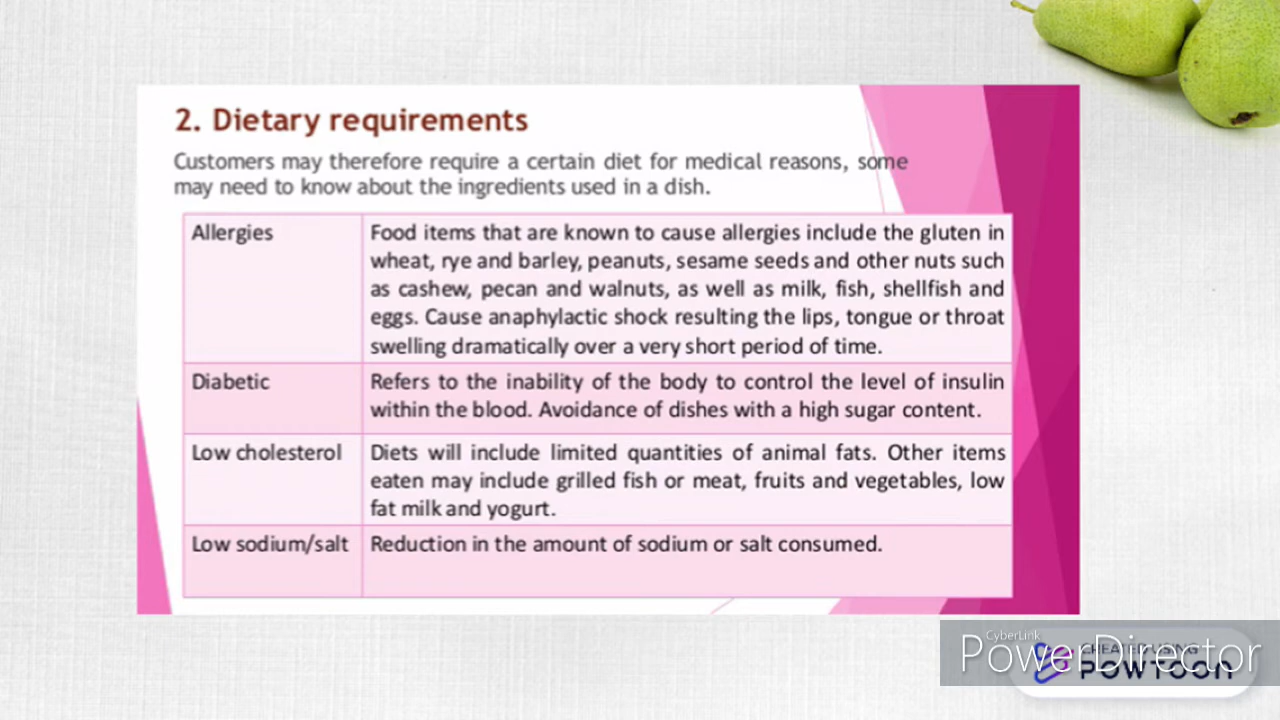 2. Dietary requirements
Customers may therefore require a certain diet for medical reasons, some
may need to know about the ingredients used in a dish.
Allergies
Food items that are known to cause allergies include the gluten in
wheat, rye and barley, peanuts, sesame seeds and other nuts such
as cashew, pecan and walnuts, as well as milk, fish, shellfish and
eggs. Cause anaphylactic shock resulting the lips, tongue or throat
swelling dramatically over a very short period of time.
Diabetic
Refers to the inability of the body to control the level of insulin
within the blood. Avoidance of dishes with a high sugar content.
Low cholesterol
Diets will include limited quantities of animal fats. Other items
eaten may include grilled fish or meat, fruits and vegetables, low
fat milk and yogurt.
Low sodium/salt
Reduction in the amount of sodium or salt consumed.
CyberLink
PowerDirector
CREATED USING
POWTOON